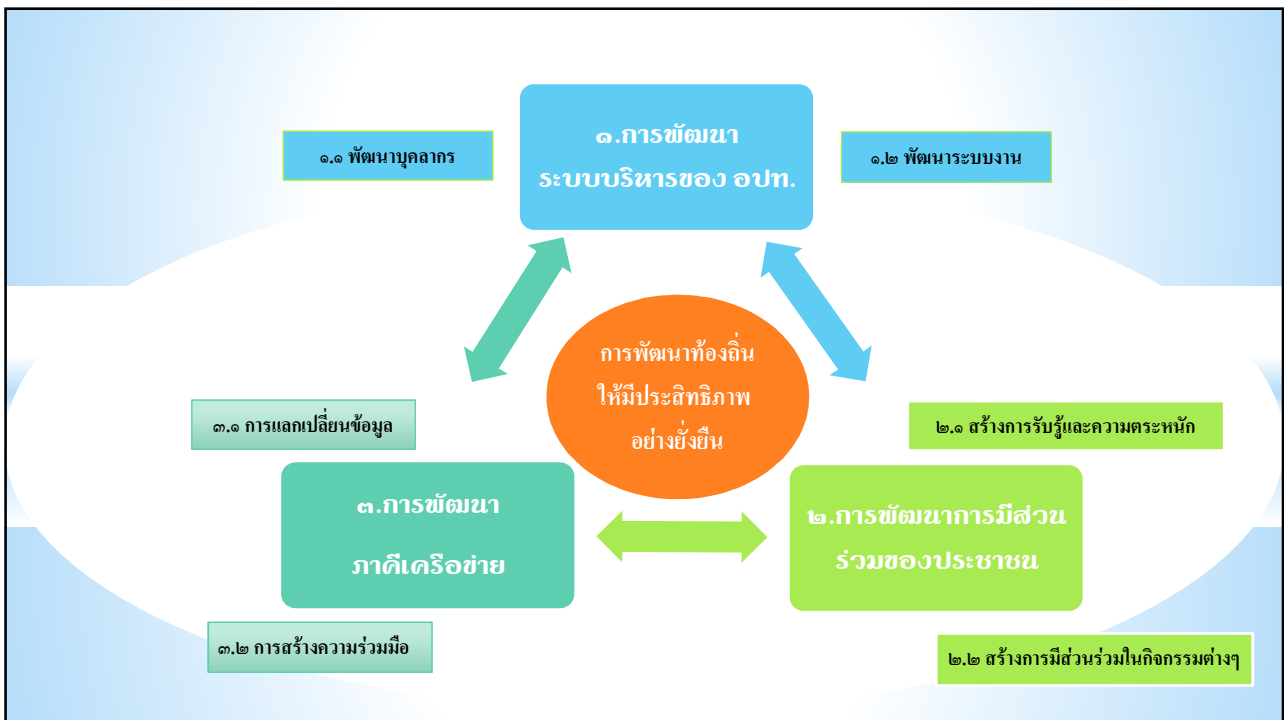 ๑.การพัฒนา
ระบบบริหารของ อปท.
๑.๑ พัฒนาบุคลากร
๑.๒ พัฒนาระบบงาน
การพัฒนาท้องถิ่น
ให้มีประสิทธิภาพ
อย่างยั่งยืน
๓.๑ การแลกเปลี่ยนข้อมูล
๒.๑ สร้างการรับรู้และความตระหนัก
๓.การพัฒนา
ภาคีเครือข่าย
๒.การพัฒนาการมีส่วน
ร่วมของประชาชน
๓.๒ การสร้างความร่วมมือ
๒.๒ สร้างการมีส่วนร่วมในกิจกรรมต่างๆ